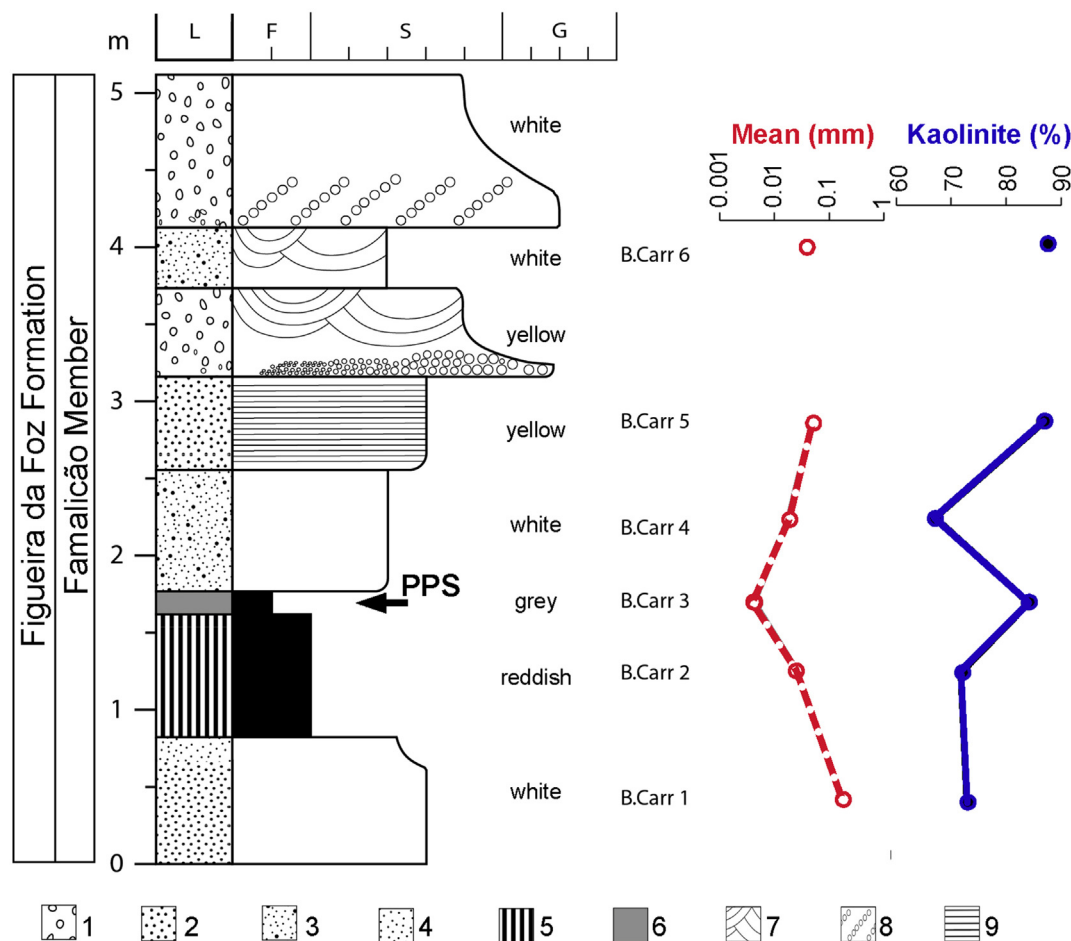 m
L
F
S
G
Figueira da Foz Formation
Famalicão Member
5
4
3
2
1
0
white
white
yellow
yellow
white
PPS
grey
reddish
white
B.Carr 6
B.Carr 5
B.Carr 4
B.Carr 3
B.Carr 2
B.Carr 1
Mean (mm)
0.001
0.01
0.1
1
Kaolinite (%)
60
70
80
90
1
2
3
4
5
6
7
8
9